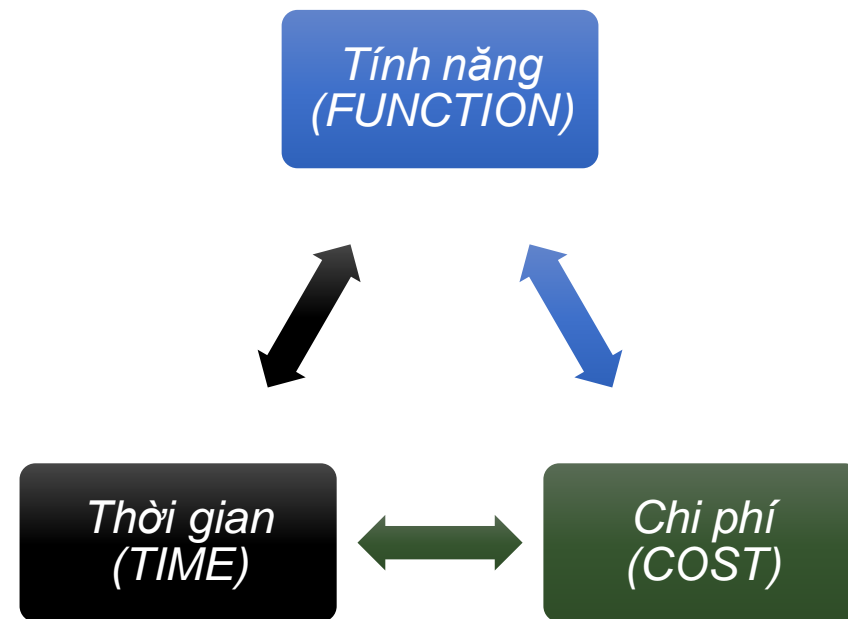 Tính năng
(FUNCTION)
Thời gian
(TIME)
Chi phí
(COST)